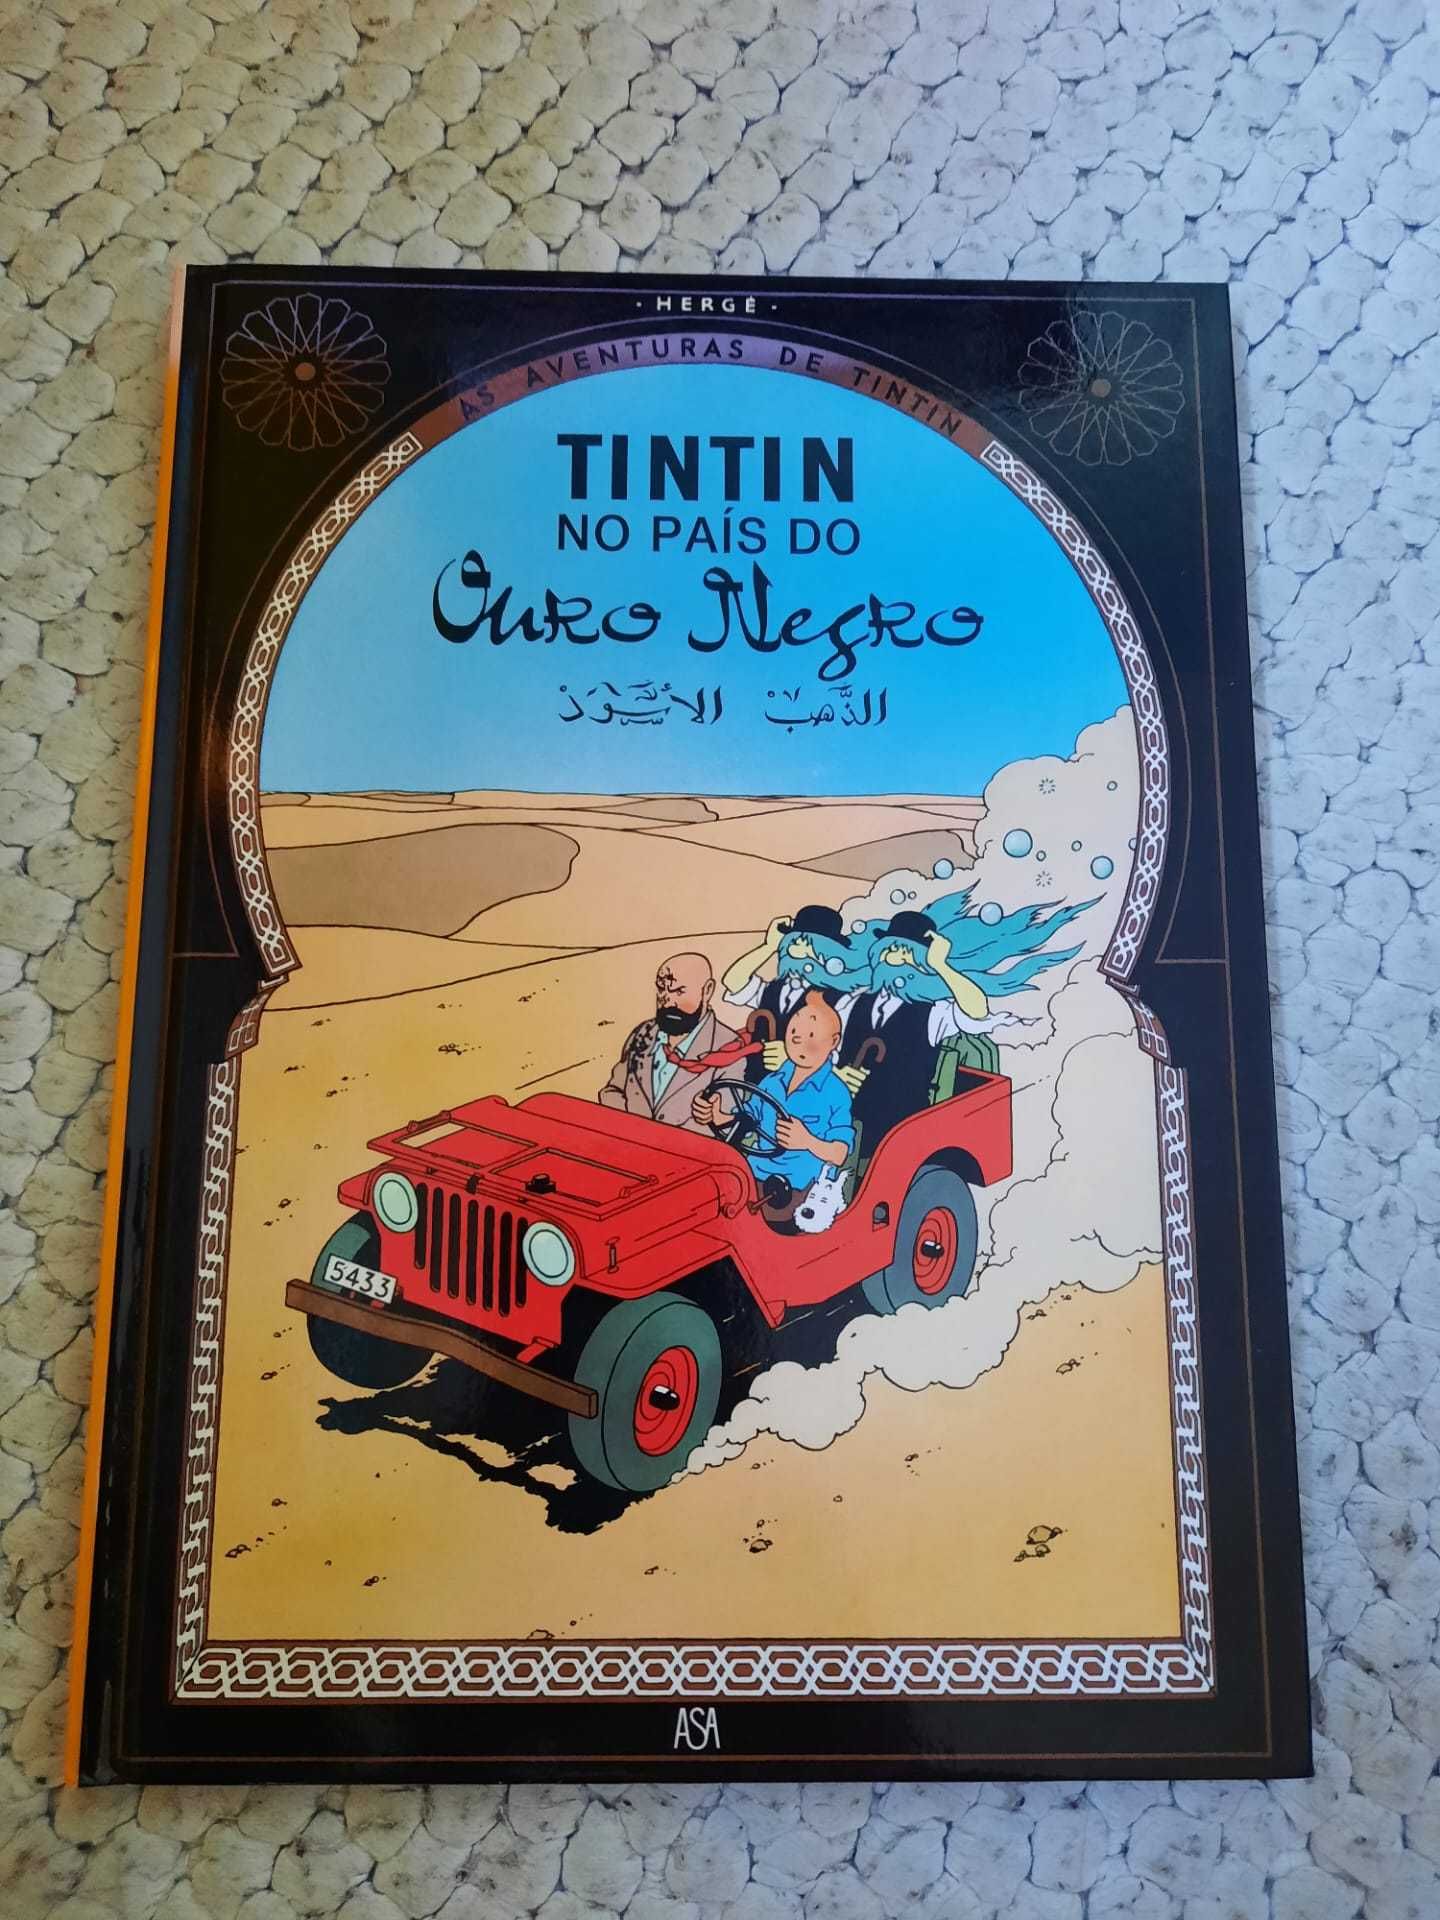 · HERGÉ ·
AS AVENTURAS DE TINTIN
TINTIN
NO PAÍS DO
OURO NEGRO
الذَّهبْ الأسْوَدْ
5433
ASA